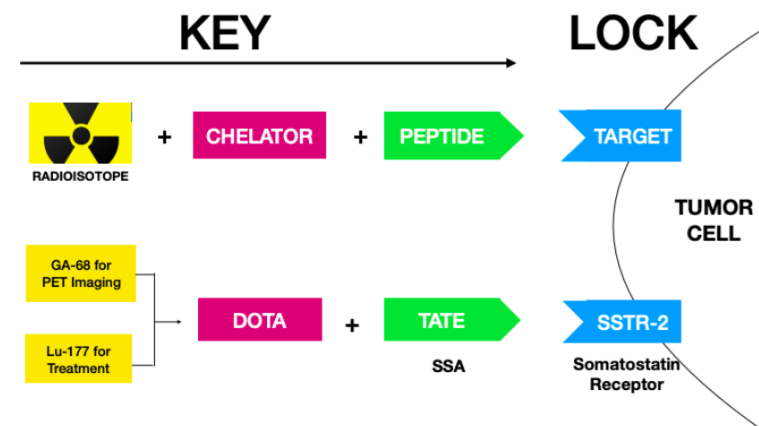 KEY
LOCK
+ CHELATOR + PEPTIDE TARGET
RADIOISOTOPE
TUMOR
CELL
GA-68 for
PET Imaging
DOTA + TATE SSTR-2
Lu-177 for
Treatment
SSA
Somatostatin
Receptor